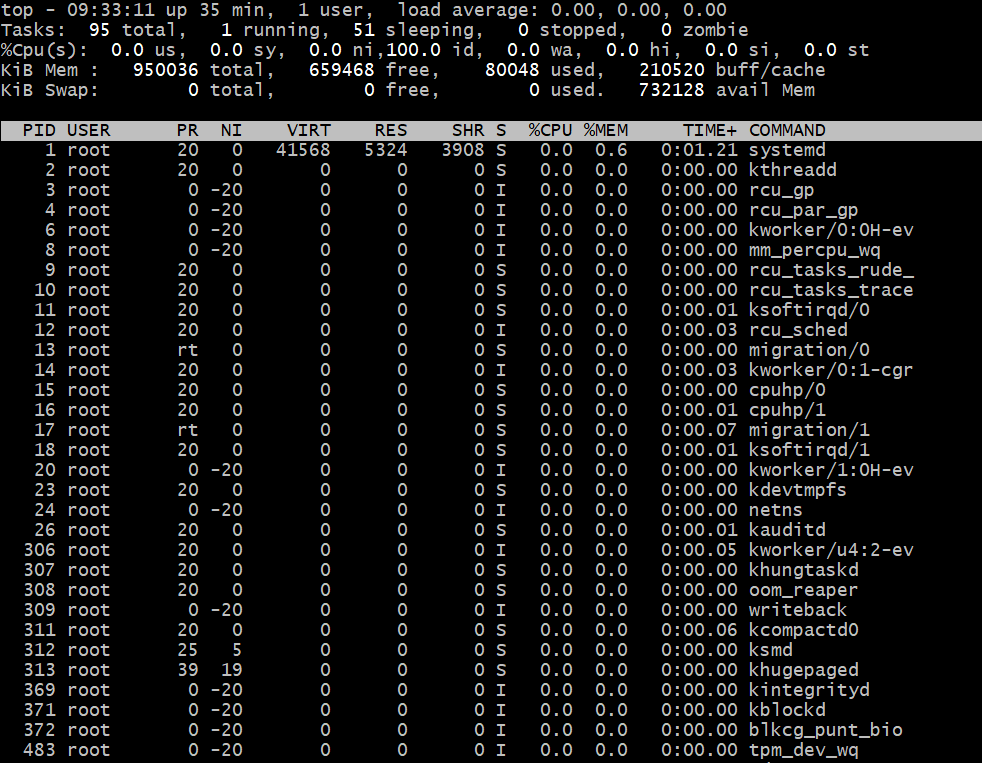 top - 09:33:11 up 35 min,  1 user,  load average: 0.00, 0.00, 0.00
Tasks:  95 total,   1 running,  51 sleeping,   0 stopped,   0 zombie
%Cpu(s):  0.0 us,  0.0 sy,  0.0 ni,100.0 id,  0.0 wa,  0.0 hi,  0.0 si,  0.0 st
KiB Mem :   950036 total,   659468 free,    80048 used,   210520 buff/cache
KiB Swap:        0 total,        0 free,        0 used.   732128 avail Mem
PID USER      PR  NI    VIRT    RES    SHR S  %CPU %MEM     TIME+ COMMAND
1 root      20   0   41568   5324   3908 S   0.0  0.6   0:01.21 systemd
2 root      20   0       0      0      0 S   0.0  0.0   0:00.00 kthreadd
3 root       0 -20       0      0      0 I   0.0  0.0   0:00.00 rcu_gp
4 root       0 -20       0      0      0 I   0.0  0.0   0:00.00 rcu_par_gp
6 root       0 -20       0      0      0 I   0.0  0.0   0:00.00 kworker/0:0H-ev
8 root       0 -20       0      0      0 I   0.0  0.0   0:00.00 mm_percpu_wq
9 root      20   0       0      0      0 S   0.0  0.0   0:00.00 rcu_tasks_rude_
10 root      20   0       0      0      0 S   0.0  0.0   0:00.00 rcu_tasks_trace
11 root      20   0       0      0      0 S   0.0  0.0   0:00.01 ksoftirqd/0
12 root      20   0       0      0      0 I   0.0  0.0   0:00.03 rcu_sched
13 root      rt   0       0      0      0 S   0.0  0.0   0:00.00 migration/0
14 root      20   0       0      0      0 I   0.0  0.0   0:00.03 kworker/0:1-cgr
15 root      20   0       0      0      0 S   0.0  0.0   0:00.00 cpuhp/0
16 root      20   0       0      0      0 S   0.0  0.0   0:00.01 cpuhp/1
17 root      rt   0       0      0      0 S   0.0  0.0   0:00.07 migration/1
18 root      20   0       0      0      0 S   0.0  0.0   0:00.01 ksoftirqd/1
20 root       0 -20       0      0      0 I   0.0  0.0   0:00.00 kworker/1:0H-ev
23 root      20   0       0      0      0 S   0.0  0.0   0:00.00 kdevtmpfs
24 root       0 -20       0      0      0 I   0.0  0.0   0:00.00 netns
26 root      20   0       0      0      0 S   0.0  0.0   0:00.01 kauditd
306 root      20   0       0      0      0 I   0.0  0.0   0:00.05 kworker/u4:2-ev
307 root      20   0       0      0      0 S   0.0  0.0   0:00.00 khungtaskd
308 root      20   0       0      0      0 S   0.0  0.0   0:00.00 oom_reaper
309 root       0 -20       0      0      0 I   0.0  0.0   0:00.00 writeback
311 root      20   0       0      0      0 S   0.0  0.0   0:00.06 kcompactd0
312 root      25   5       0      0      0 S   0.0  0.0   0:00.00 ksmd
313 root      39  19       0      0      0 S   0.0  0.0   0:00.00 khugepaged
369 root       0 -20       0      0      0 I   0.0  0.0   0:00.00 kintegrityd
371 root       0 -20       0      0      0 I   0.0  0.0   0:00.00 kblockd
372 root       0 -20       0      0      0 I   0.0  0.0   0:00.00 blkcg_punt_bio
483 root       0 -20       0      0      0 I   0.0  0.0   0:00.00 tpm_dev_wq